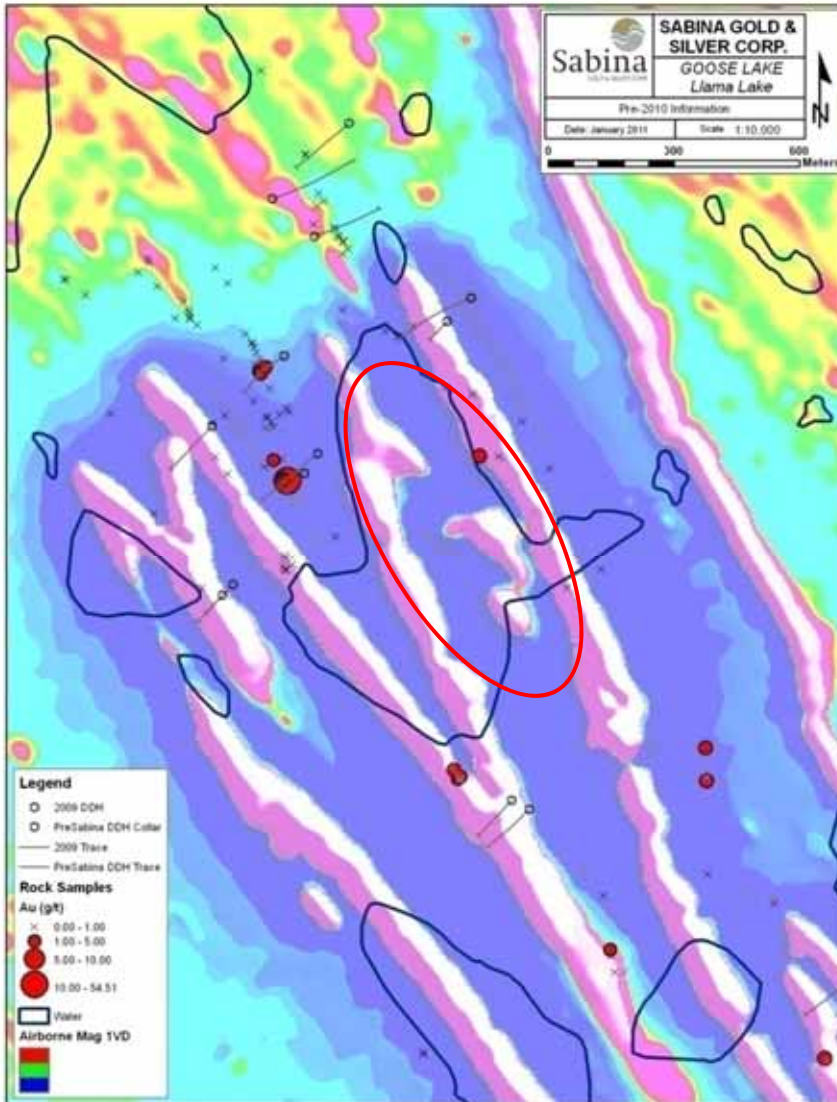 Sabina
SABINA GOLD &
SILVER CORP.
GOOSE LAKE
Llama Lake
Pre-2010 Information
Date: January 2011
Scale 1:10,000
N
0 300 600
Meters
Legend
2009 DDH
PreSabina DDH Collar
2009 Trace
PreSabina DDH Trace
Rock Samples
Au (g/t)
0.00 - 1.00
1.00 - 5.00
5.00 - 10.00
10.00 - 54.51
Water
Airborne Mag 1VD